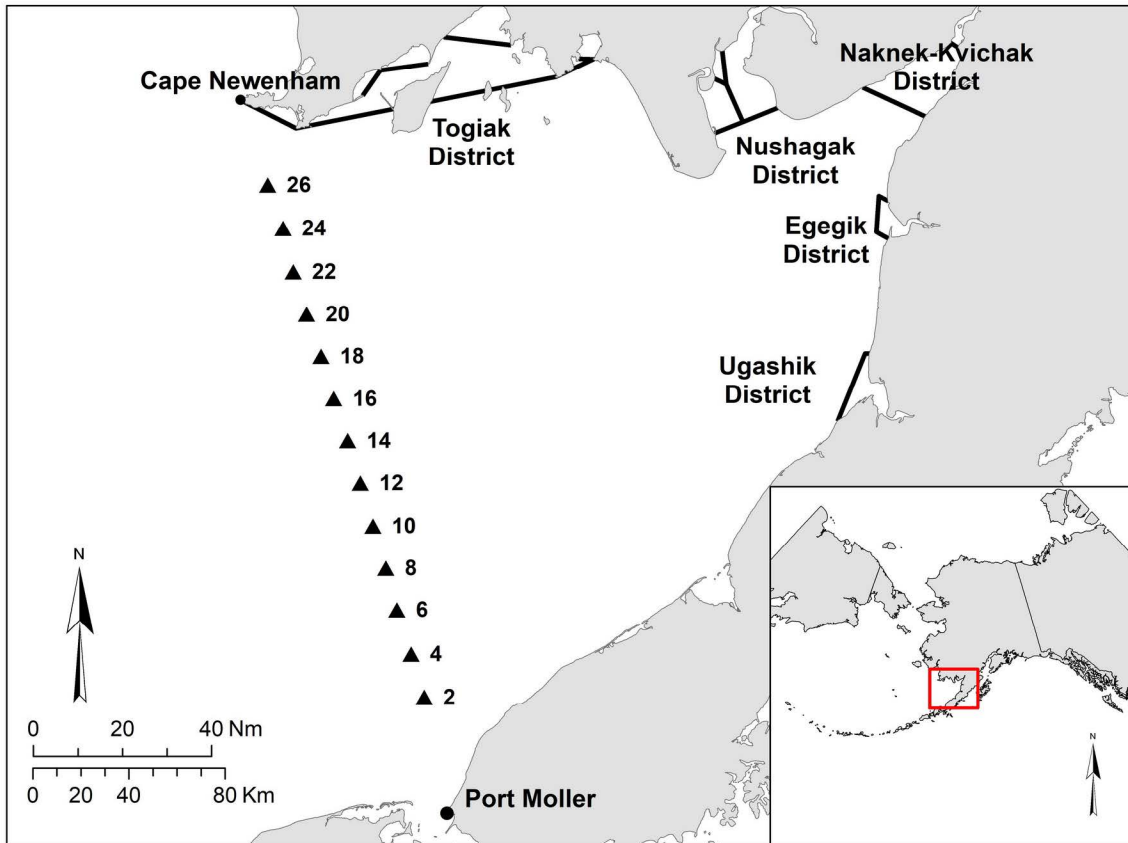 Cape Newenham
Togiak
District
Naknek-Kvichak
District
Nushagak
District
Egegik
District
Ugashik
District
26
24
22
20
18
16
14
12
10
8
6
4
2
N
0 20 40 Nm
0 20 40 80 Km
Port Moller
N